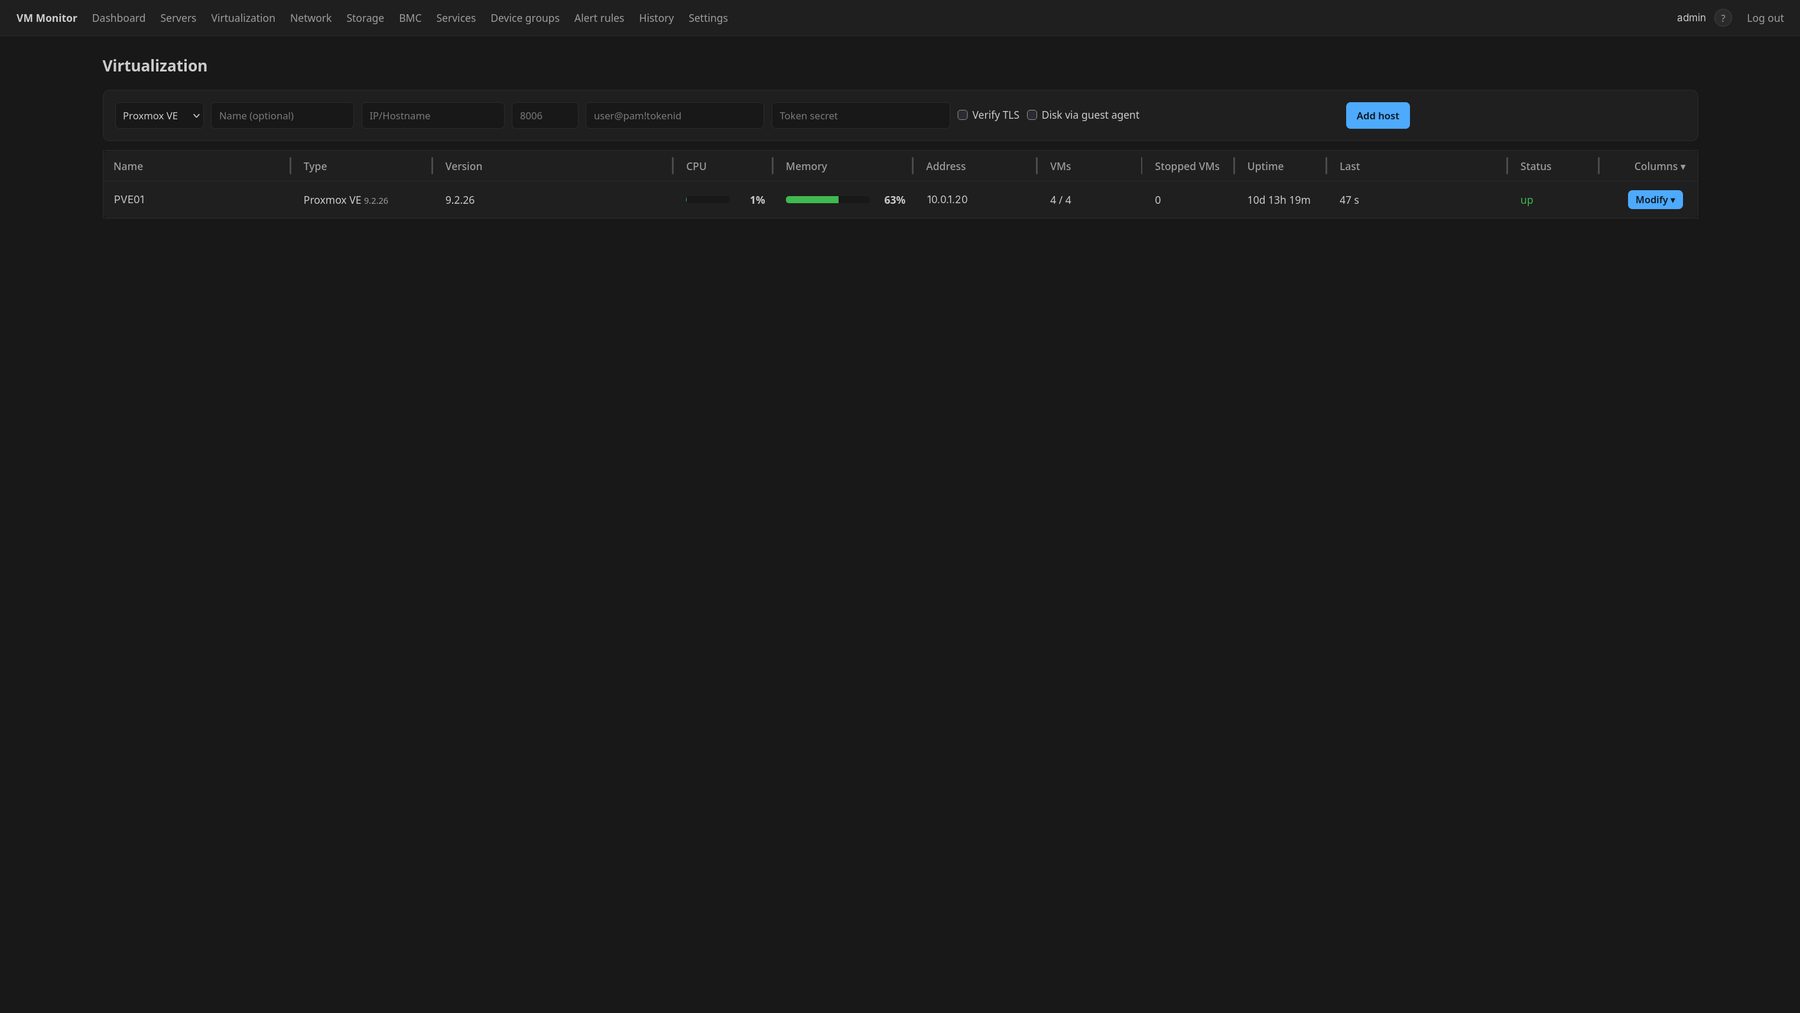 VM Monitor Dashboard Servers Virtualization Network Storage BMC Services Device groups Alert rules History Settings admin ? Log out
Virtualization
Proxmox VE Name (optional) IP/Hostname 8006 user@pam!tokenid Token secret Verify TLS Disk via guest agent Add host
Name Type Version CPU Memory Address VMs Stopped VMs Uptime Last Status Columns ▾
PVE01 Proxmox VE 9.2.26 9.2.26 1% 63% 10.0.1.20 4 / 4 0 10d 13h 19m 47 s up Modify ▾